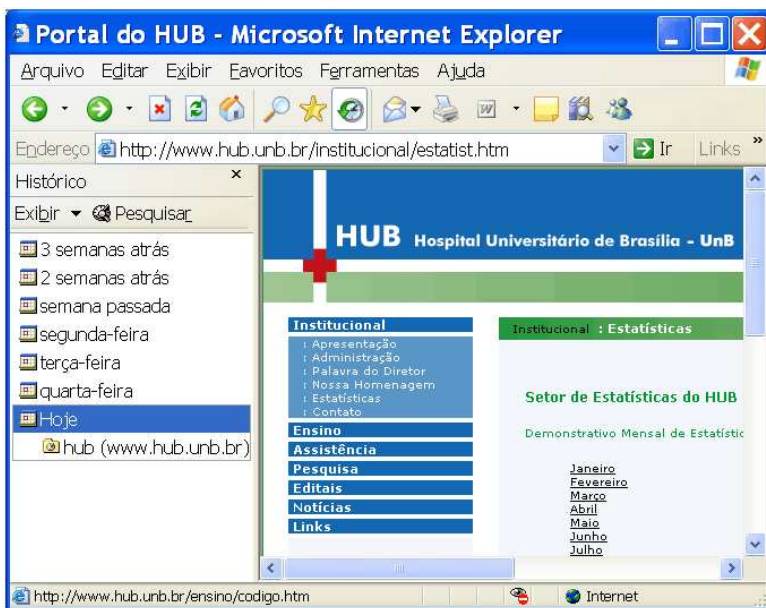 Portal do HUB - Microsoft Internet Explorer
Arquivo Editar Exibir Favoritos Ferramentas Ajuda
Endereço http://www.hub.unb.br/institucional/estatist.htm Ir Links »
Histórico x
Exibir Pesquisar
3 semanas atrás
2 semanas atrás
semana passada
segunda-feira
terça-feira
quarta-feira
Hoje
hub (www.hub.unb.br)
HUB Hospital Universitário de Brasília - UnB
Institucional
: Apresentação
: Administração
: Palavra do Diretor
: Nossa Homenagem
: Estatísticas
: Contato
Ensino
Assistência
Pesquisa
Editais
Notícias
Links
Institucional : Estatísticas
Setor de Estatísticas do HUB
Demonstrativo Mensal de Estatístic
Janeiro
Fevereiro
Março
Abril
Maio
Junho
Julho
http://www.hub.unb.br/ensino/codigo.htm Internet